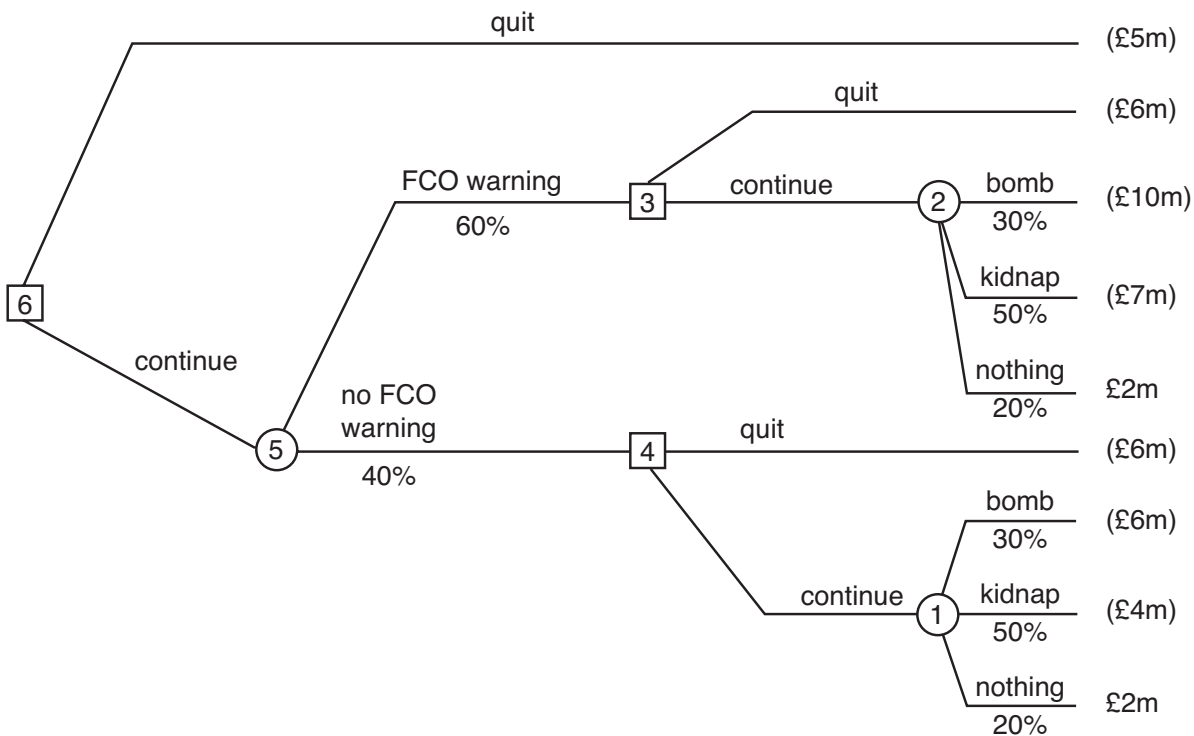 quit
(£5m)
quit
(£6m)
FCO warning
60%
3
continue
2
bomb
30%
(£10m)
kidnap
50%
(£7m)
nothing
20%
£2m
6
continue
5
no FCO
warning
40%
4
quit
(£6m)
continue
1
bomb
30%
(£6m)
kidnap
50%
(£4m)
nothing
20%
£2m